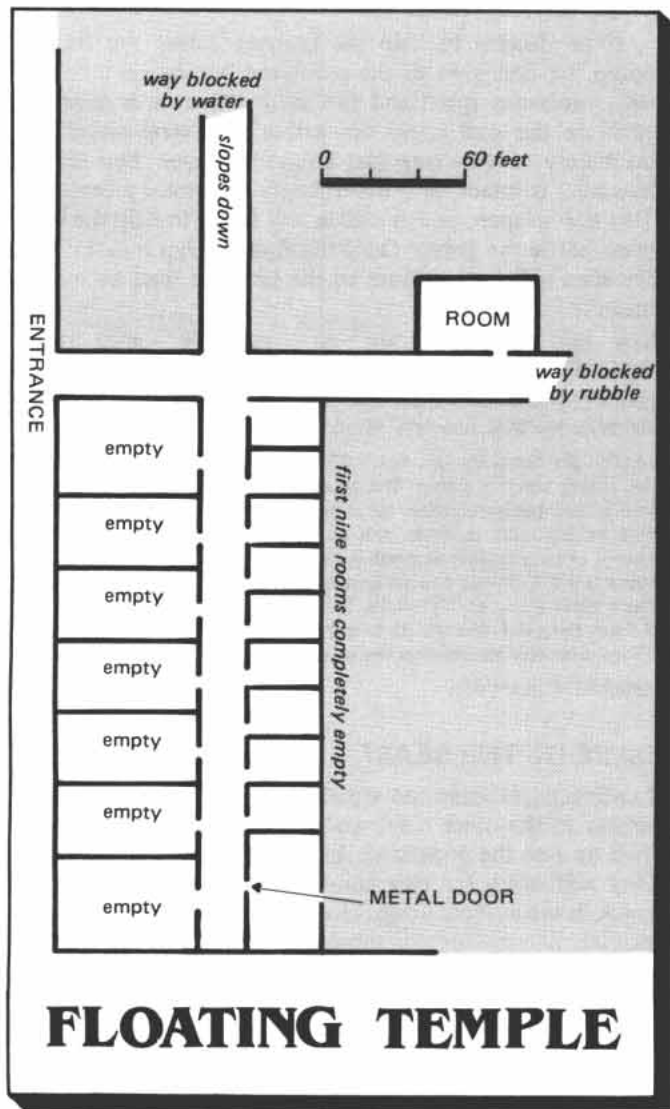 way blocked
by water
slopes down
0 60 feet
ROOM
ENTRANCE
way blocked
by rubble
empty
empty
empty
empty
empty
empty
empty
first nine rooms completely empty
METAL DOOR
FLOATING TEMPLE